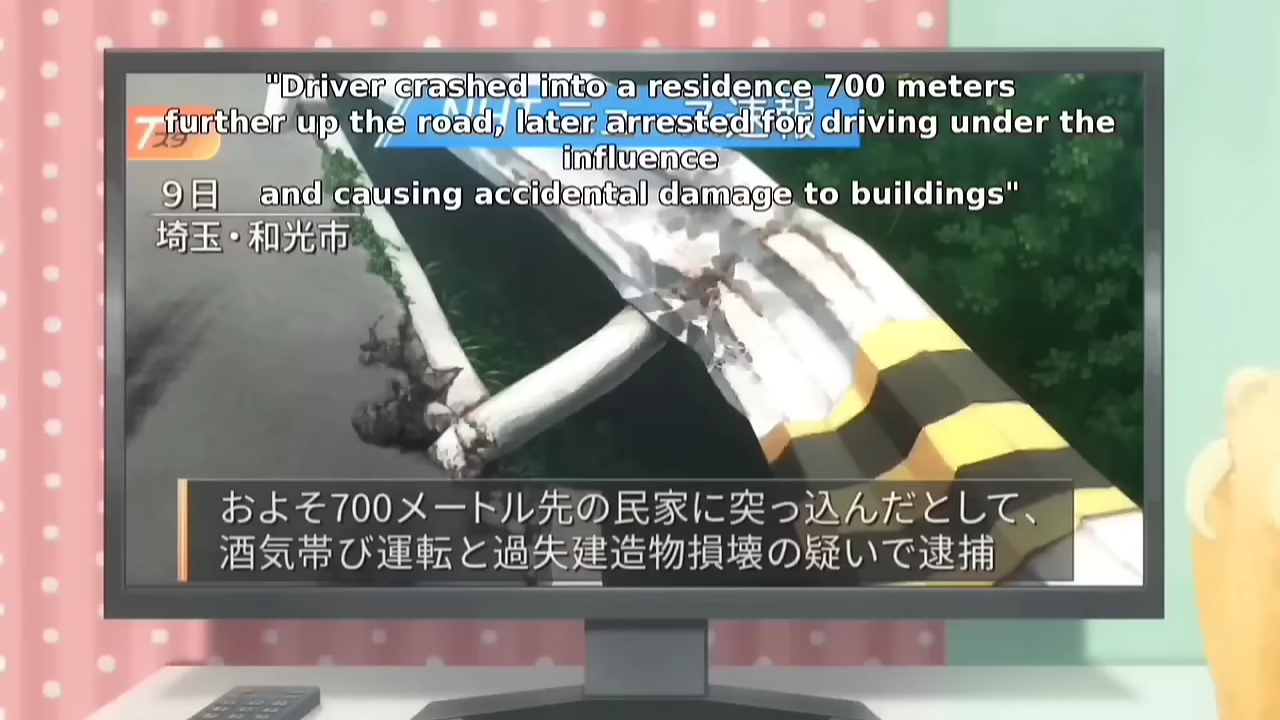 "Driver crashed into a residence 700 meters
further up the road, later arrested for driving under the
influence
and causing accidental damage to buildings"
7スタ
9日
埼玉・和光市
およそ700メートル先の民家に突っ込んだとして、
酒気帯び運転と過失建造物損壊の疑いで逮捕